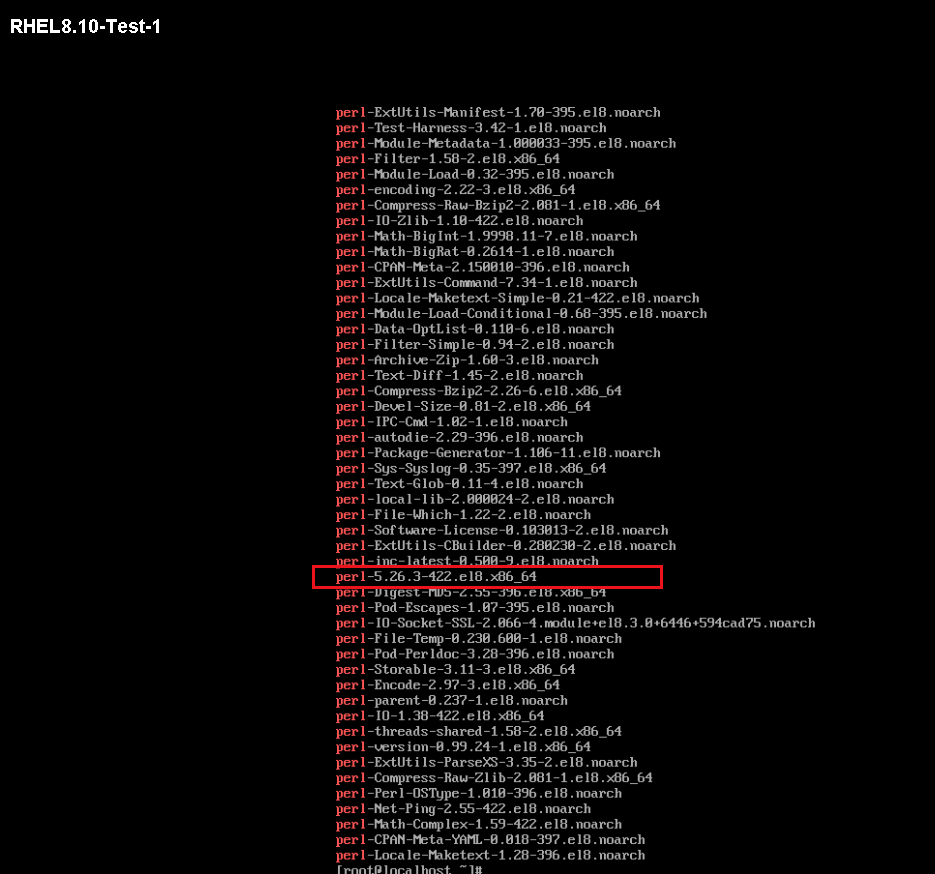 RHEL8.10-Test-1
perl-ExtUtils-Manifest-1.70-395.el8.noarch
perl-Test-Harness-3.42-1.el8.noarch
perl-Module-Metadata-1.000033-395.el8.noarch
perl-Filter-1.58-2.el8.x86_64
perl-Module-Load-0.32-395.el8.noarch
perl-encoding-2.22-3.el8.x86_64
perl-Compress-Raw-Bzip2-2.081-1.el8.x86_64
perl-IO-Zlib-1.10-422.el8.noarch
perl-Math-BigInt-1.9998.11-7.el8.noarch
perl-Math-BigRat-0.2614-1.el8.noarch
perl-CPAN-Meta-2.150010-396.el8.noarch
perl-ExtUtils-Command-7.34-1.el8.noarch
perl-Locale-Maketext-Simple-0.21-422.el8.noarch
perl-Module-Load-Conditional-0.68-395.el8.noarch
perl-Data-OptList-0.110-6.el8.noarch
perl-Filter-Simple-0.94-2.el8.noarch
perl-Archive-Zip-1.60-3.el8.noarch
perl-Text-Diff-1.45-2.el8.noarch
perl-Compress-Bzip2-2.26-6.el8.x86_64
perl-Devel-Size-0.81-2.el8.x86_64
perl-IPC-Cmd-1.02-1.el8.noarch
perl-autodie-2.29-396.el8.noarch
perl-Package-Generator-1.106-11.el8.noarch
perl-Sys-Syslog-0.35-397.el8.x86_64
perl-Text-Glob-0.11-4.el8.noarch
perl-local-lib-2.000024-2.el8.noarch
perl-File-Which-1.22-2.el8.noarch
perl-Software-License-0.103013-2.el8.noarch
perl-ExtUtils-CBuilder-0.280230-2.el8.noarch
perl-inc-latest-0.500-9.el8.noarch
perl-5.26.3-422.el8.x86_64
perl-Digest-MD5-2.55-396.el8.x86_64
perl-Pod-Escapes-1.07-395.el8.noarch
perl-IO-Socket-SSL-2.066-4.module+el8.3.0+6446+594cad75.noarch
perl-File-Temp-0.230.600-1.el8.noarch
perl-Pod-Perldoc-3.28-396.el8.noarch
perl-Storable-3.11-3.el8.x86_64
perl-Encode-2.97-3.el8.x86_64
perl-parent-0.237-1.el8.noarch
perl-IO-1.38-422.el8.x86_64
perl-threads-shared-1.58-2.el8.x86_64
perl-version-0.99.24-1.el8.x86_64
perl-ExtUtils-ParseXS-3.35-2.el8.noarch
perl-Compress-Raw-Zlib-2.081-1.el8.x86_64
perl-Perl-OSType-1.010-396.el8.noarch
perl-Net-Ping-2.55-422.el8.noarch
perl-Math-Complex-1.59-422.el8.noarch
perl-CPAN-Meta-YAML-0.018-397.el8.noarch
perl-Locale-Maketext-1.28-396.el8.noarch
[root@localhost ~]#